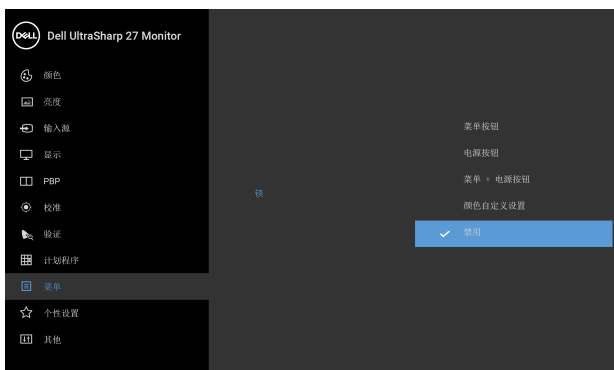 DELL Dell UltraSharp 27 Monitor
颜色
亮度
输入源
显示
PBP
校准
验证
计划程序
菜单
个性设置
其他
锁
菜单按钮
电源按钮
菜单 + 电源按钮
颜色自定义设置
禁用